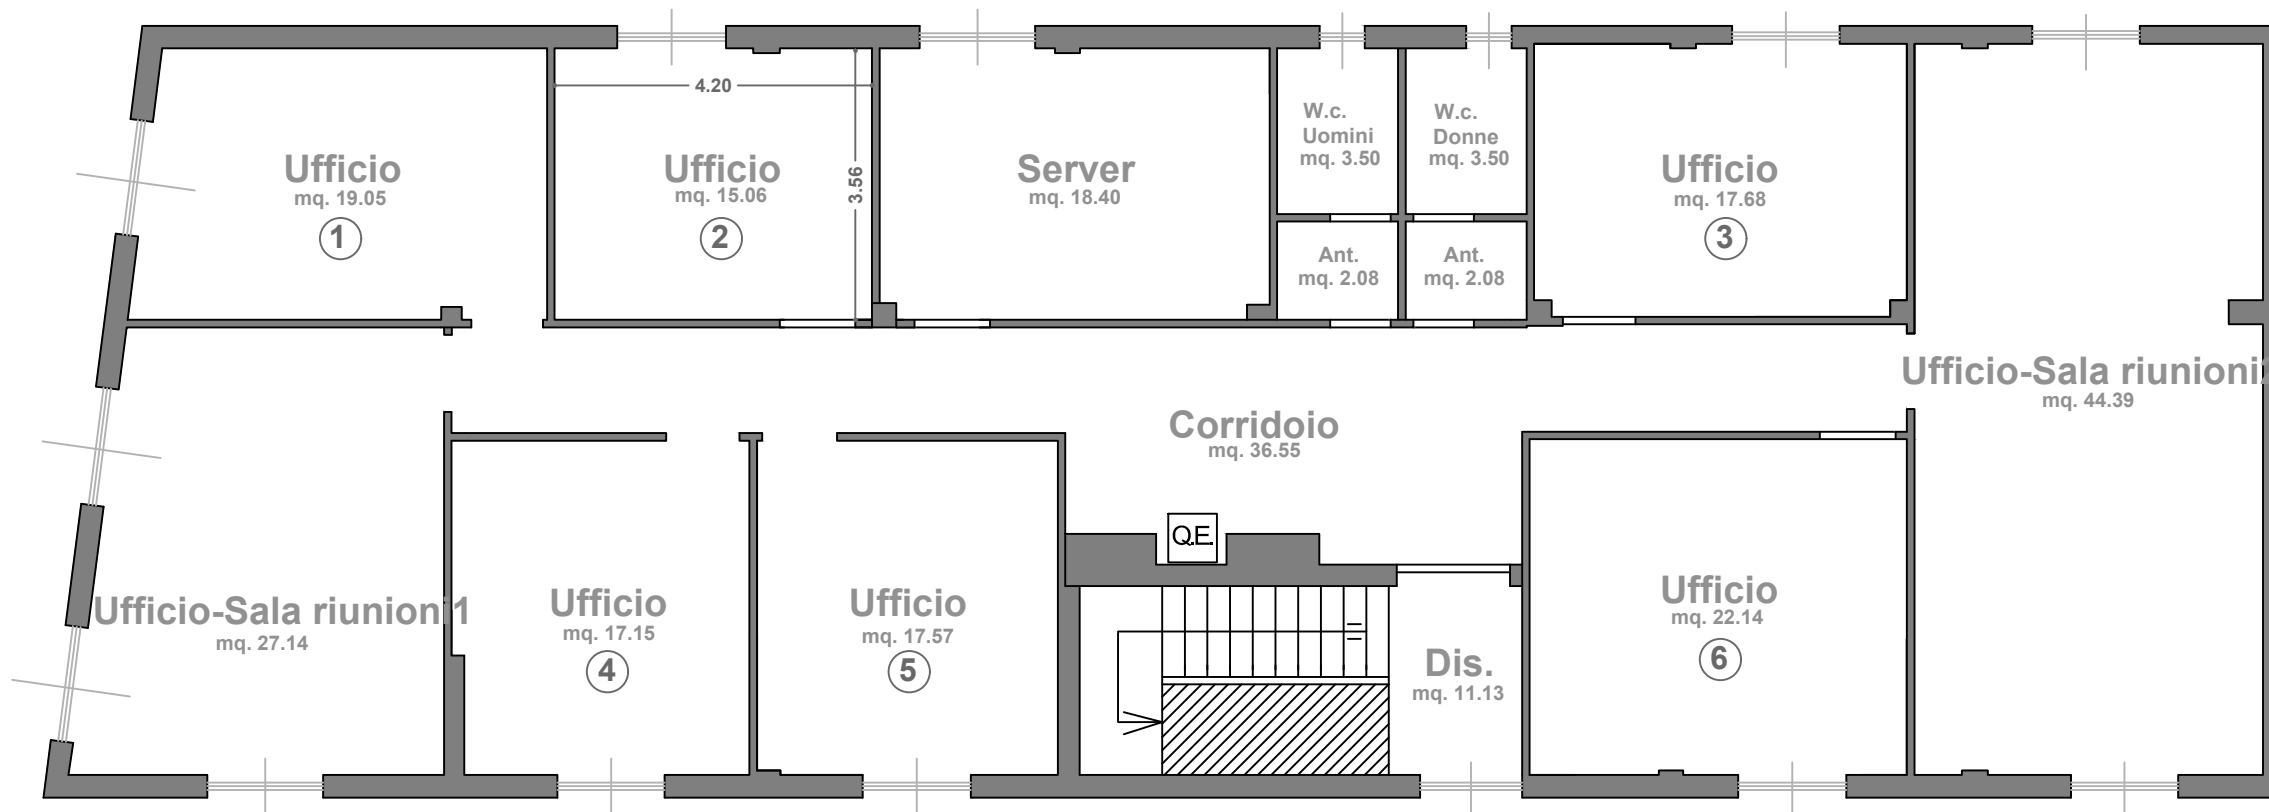 4.20
3.56
Ufficio
mq. 19.05
1
Ufficio
mq. 15.06
2
Server
mq. 18.40
W.c.
Uomini
mq. 3.50
W.c.
Donne
mq. 3.50
Ant.
mq. 2.08
Ant.
mq. 2.08
Ufficio
mq. 17.68
3
Ufficio-Sala riunioni
mq. 44.39
Corridoio
mq. 36.55
Q.E.
Ufficio-Sala riunioni1
mq. 27.14
Ufficio
mq. 17.15
4
Ufficio
mq. 17.57
5
Dis.
mq. 11.13
Ufficio
mq. 22.14
6